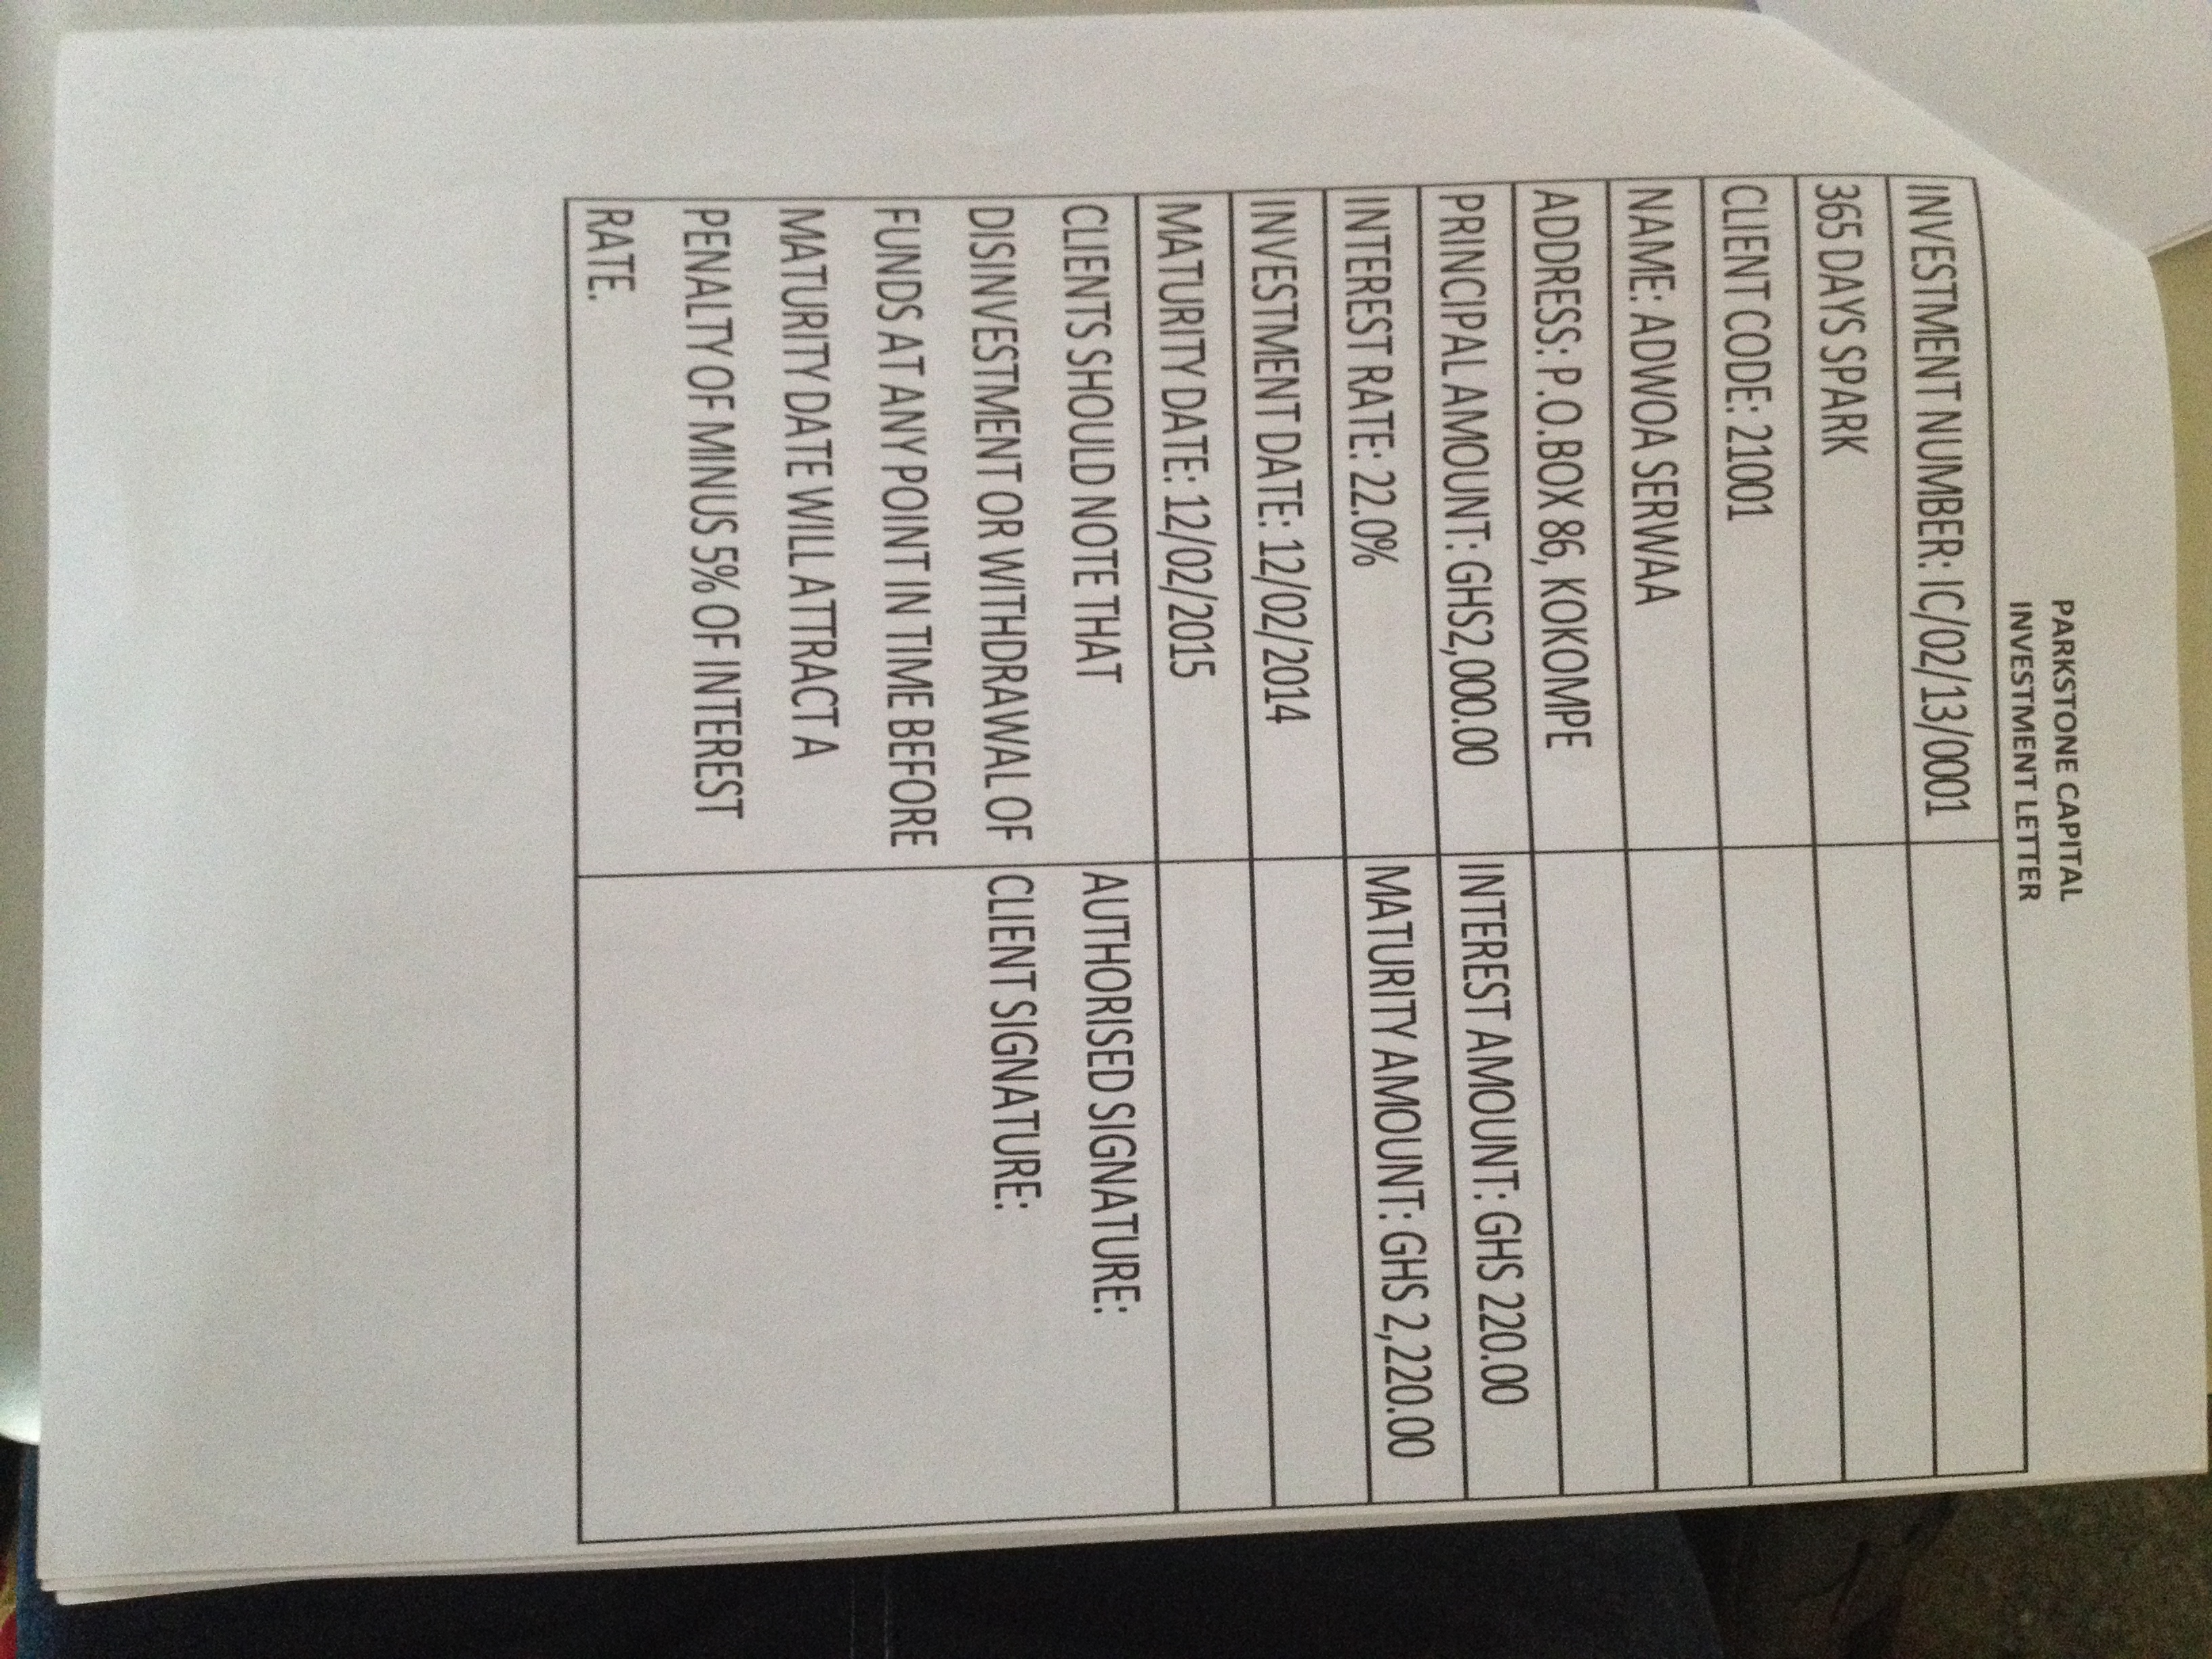 PARKSTONE CAPITAL
INVESTMENT LETTER
INVESTMENT NUMBER: IC/02/13/0001
365 DAYS SPARK
CLIENT CODE: 21001
NAME: ADWOA SERWAA
ADDRESS: P.O.BOX 86, KOKOMPE
PRINCIPAL AMOUNT: GHS2,000.00
INTEREST AMOUNT: GHS 220.00
INTEREST RATE: 22.0%
MATURITY AMOUNT: GHS 2,220.00
INVESTMENT DATE: 12/02/2014
MATURITY DATE: 12/02/2015
CLIENTS SHOULD NOTE THAT
DISINVESTMENT OR WITHDRAWAL OF
FUNDS AT ANY POINT IN TIME BEFORE
MATURITY DATE WILL ATTRACT A
PENALTY OF MINUS 5% OF INTEREST
RATE.
AUTHORISED SIGNATURE:
CLIENT SIGNATURE: